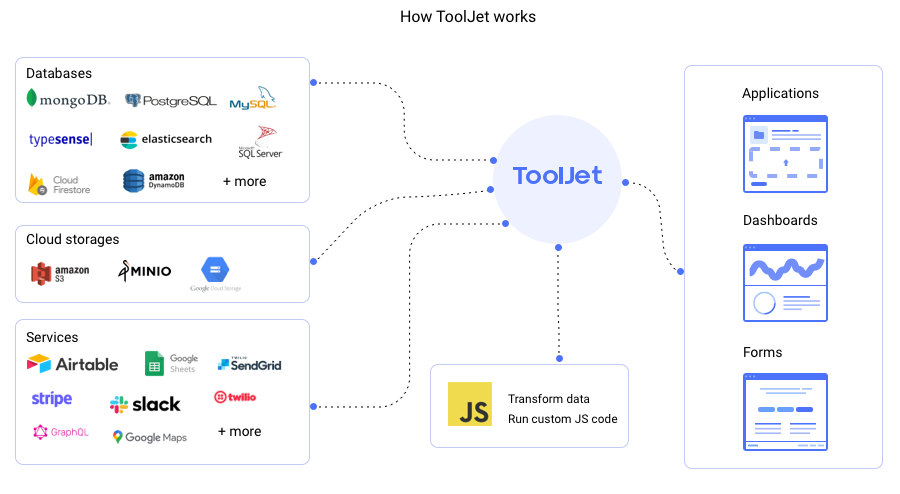 How ToolJet works
Databases
mongoDB.
PostgreSQL
MySQL
typesense|
elasticsearch
Microsoft
SQL Server
Cloud
Firestore
amazon
DynamoDB
+ more
Cloud storages
amazon
S3
MINIO
Google Cloud Storage
Services
Airtable
Google
Sheets
TWILIO
SendGrid
stripe
slack
twilio
GraphQL
Google Maps
+ more
ToolJet
JS
Transform data
Run custom JS code
Applications
Dashboards
Forms